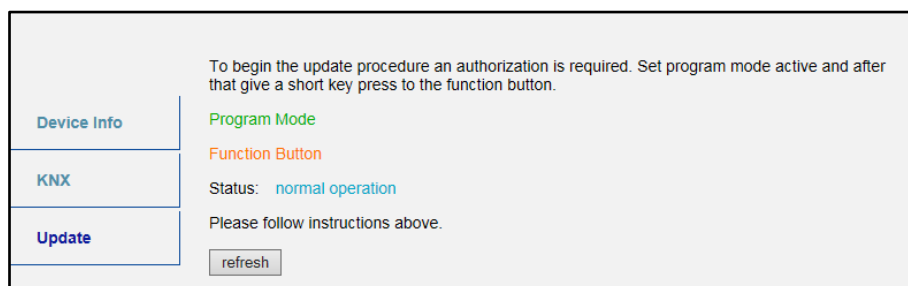 To begin the update procedure an authorization is required. Set program mode active and after
that give a short key press to the function button.
Device Info
Program Mode
Function Button
KNX
Status: normal operation
Please follow instructions above.
Update
refresh